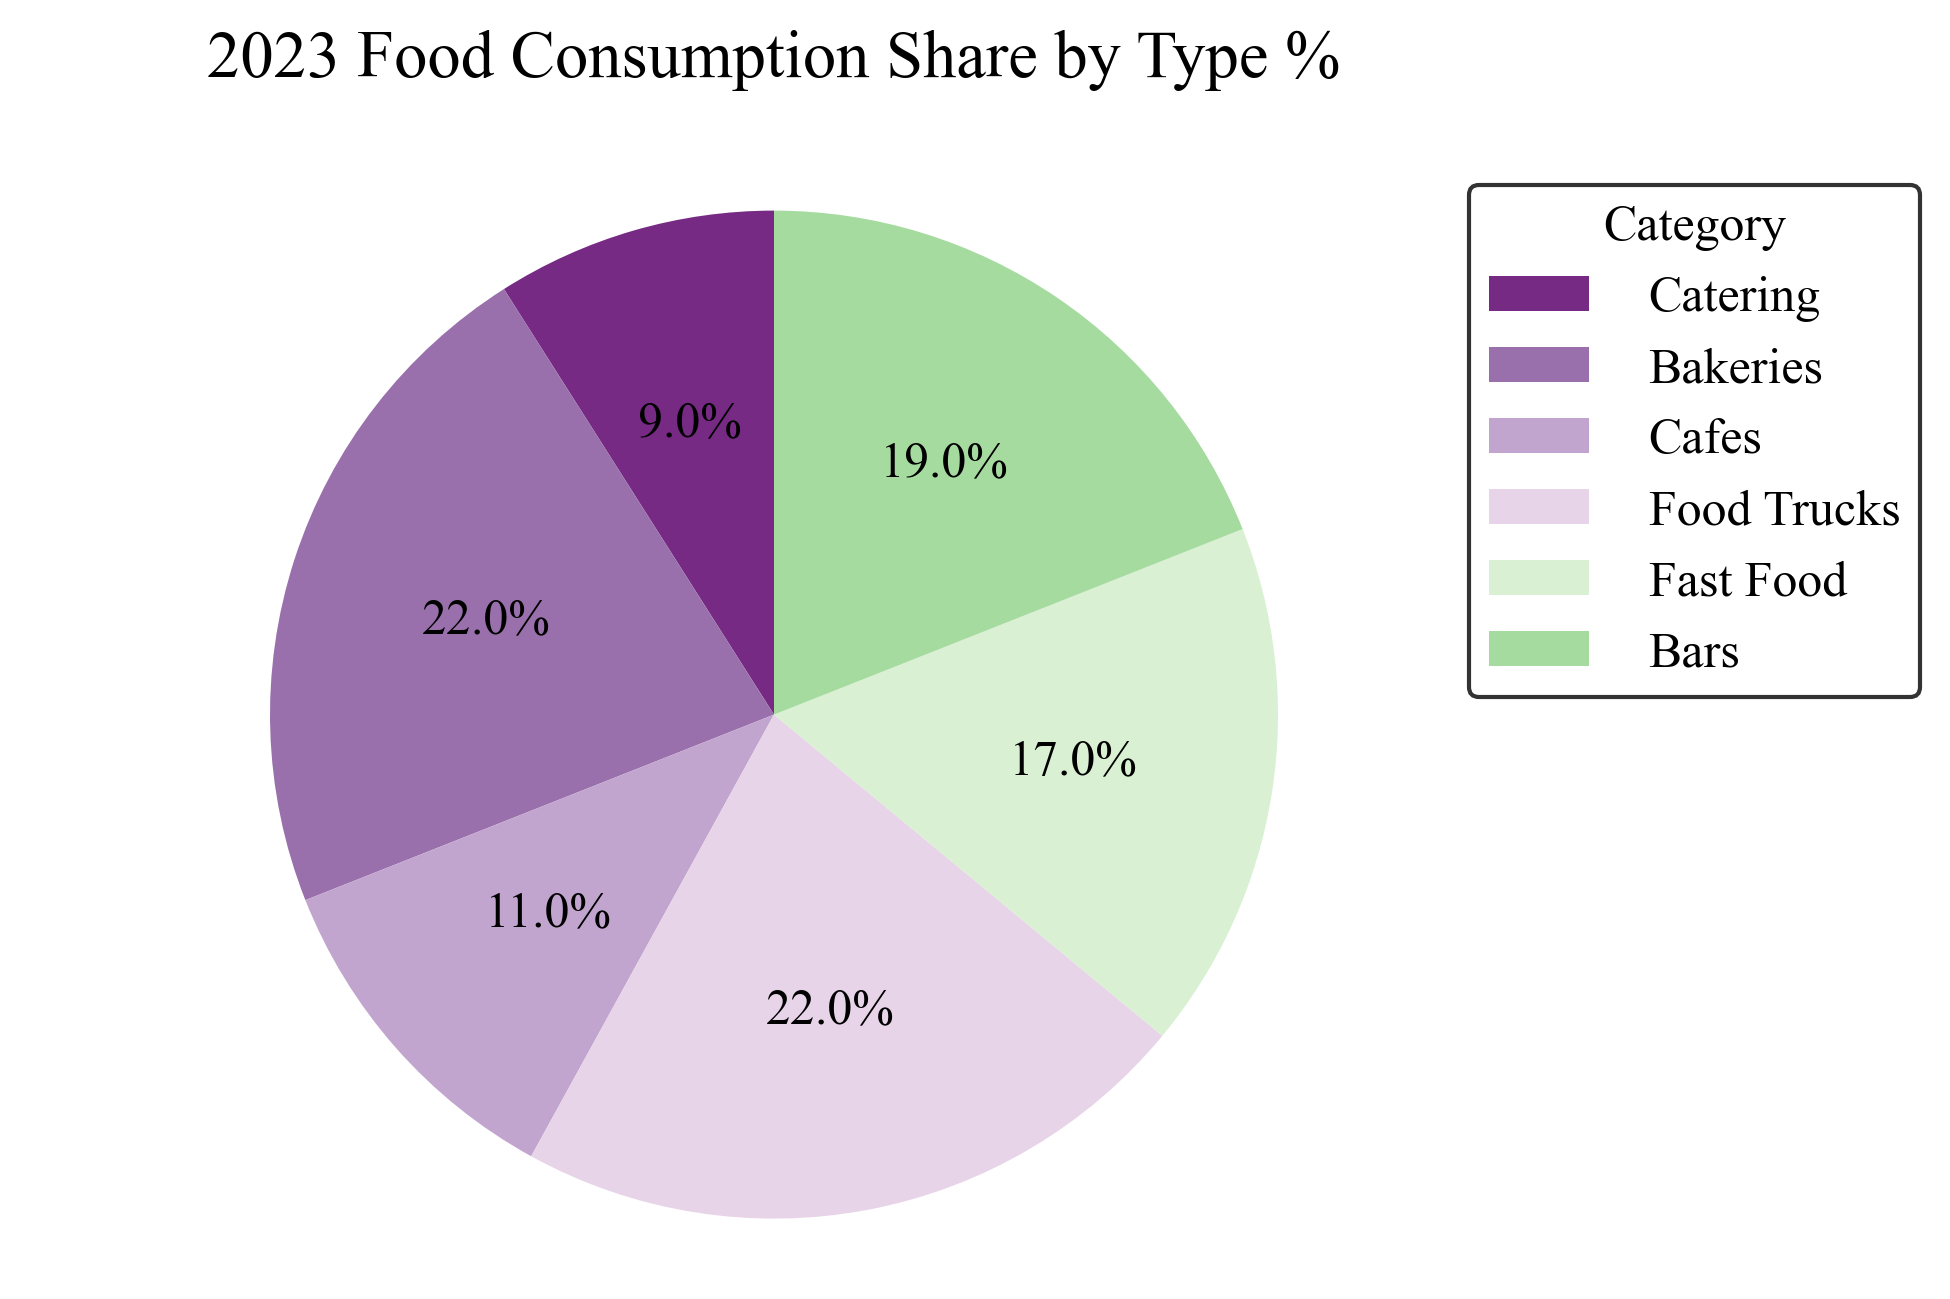 2023 Food Consumption Share by Type %
9.0%
19.0%
22.0%
17.0%
11.0%
22.0%
Category
Catering
Bakeries
Cafes
Food Trucks
Fast Food
Bars